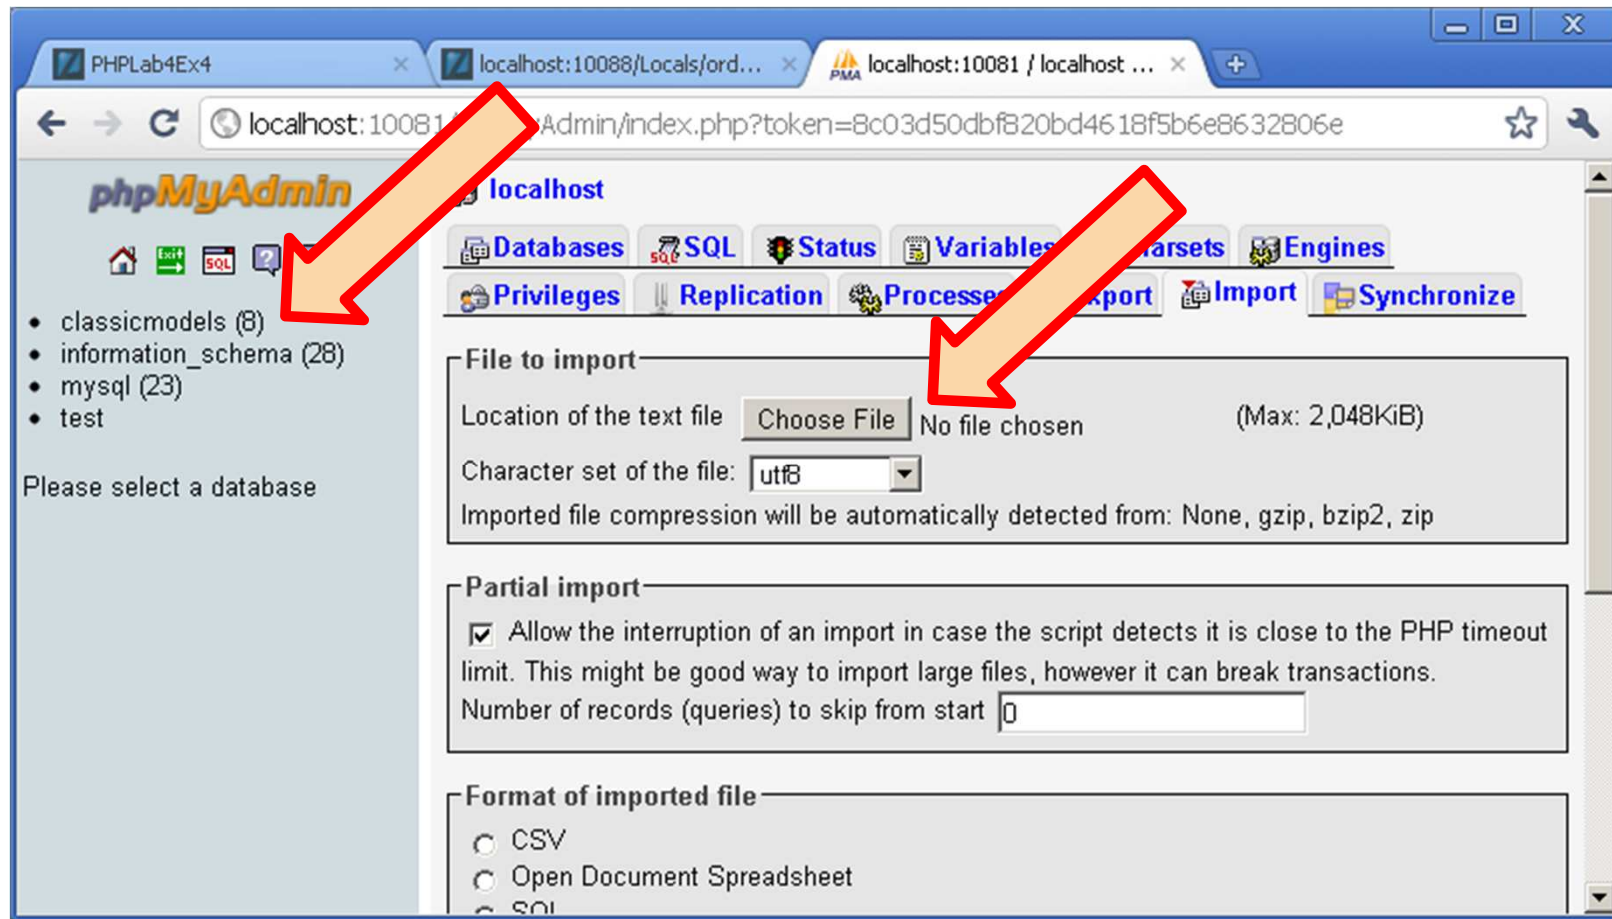 PHPLab4Ex4
localhost:10088/Locals/ord...
PMA
localhost:10081 / localhost ...
localhost:10081 Admin/index.php?token=8c03d50dbf820bd4618f5b6e8632806e
phpMyAdmin
localhost
Exit
SQL
?
Databases
SQL
SQL
Status
Variables
Engines
Privileges
Replication
Import
Synchronize
classicmodels (8)
information_schema (28)
mysql (23)
test
Please select a database
File to import
Location of the text file
Choose File
No file chosen
(Max: 2,048KiB)
Character set of the file:
utf8
Imported file compression will be automatically detected from: None, gzip, bzip2, zip
Partial import
Allow the interruption of an import in case the script detects it is close to the PHP timeout
limit. This might be good way to import large files, however it can break transactions.
Number of records (queries) to skip from start
0
Format of imported file
CSV
Open Document Spreadsheet
SQL